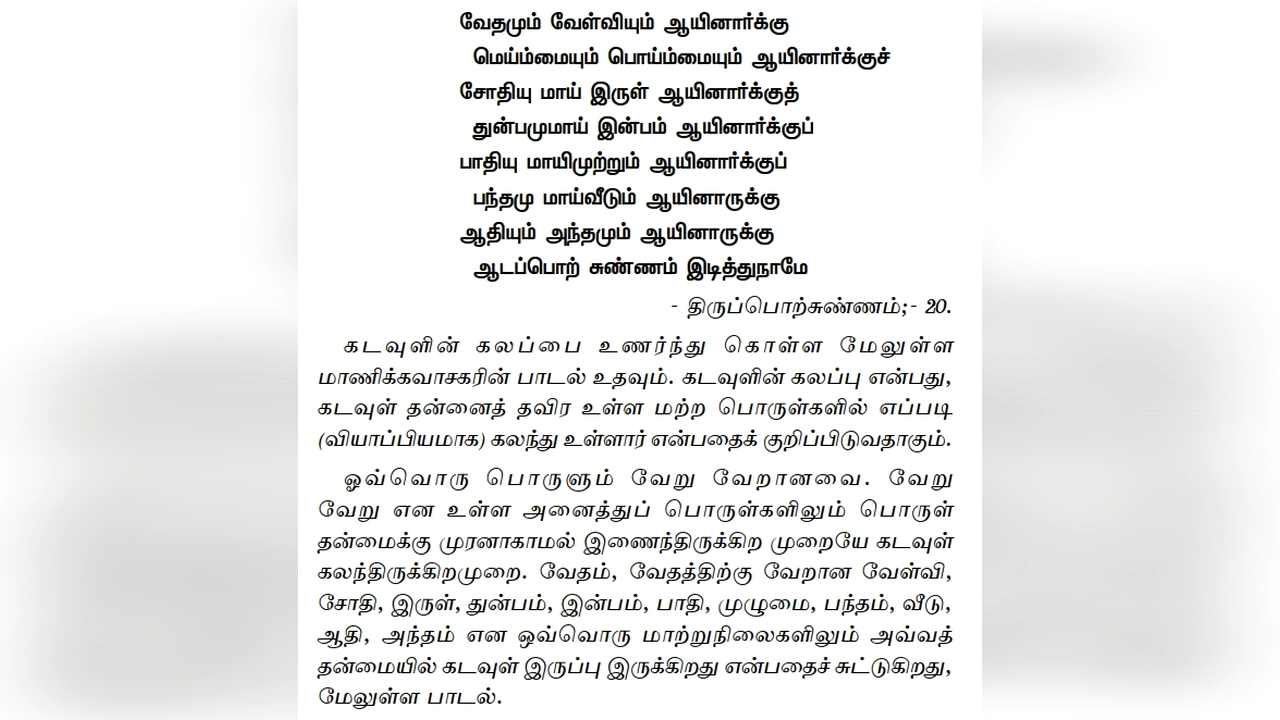 வேதமும் வேள்வியும் ஆயினார்க்கு
மெய்ம்மையும் பொய்ம்மையும் ஆயினார்க்குச்
சோதியு மாய் இருள் ஆயினார்க்குத்
துன்பமுமாய் இன்பம் ஆயினார்க்குப்
பாதியு மாயிமுற்றும் ஆயினார்க்குப்
பந்தமு மாய்வீடும் ஆயினாருக்கு
ஆதியும் அந்தமும் ஆயினாருக்கு
ஆடப்பொற் சுண்ணம் இடித்துநாமே
- திருப்பொற்சுண்ணம்;- 20.
கடவுளின் கலப்பை உணர்ந்து கொள்ள மேலுள்ள
மாணிக்கவாசகரின் பாடல் உதவும். கடவுளின் கலப்பு என்பது,
கடவுள் தன்னைத் தவிர உள்ள மற்ற பொருள்களில் எப்படி
(வியாப்பியமாக) கலந்து உள்ளார் என்பதைக் குறிப்பிடுவதாகும்.
ஓவ்வொரு பொருளும் வேறு வேறானவை. வேறு
வேறு என உள்ள அனைத்துப் பொருள்களிலும் பொருள்
தன்மைக்கு முரனாகாமல் இணைந்திருக்கிற முறையே கடவுள்
கலந்திருக்கிறமுறை. வேதம், வேதத்திற்கு வேறான வேள்வி,
சோதி, இருள், துன்பம், இன்பம், பாதி, முழுமை, பந்தம், வீடு,
ஆதி, அந்தம் என ஒவ்வொரு மாற்றுநிலைகளிலும் அவ்வத்
தன்மையில் கடவுள் இருப்பு இருக்கிறது என்பதைச் சுட்டுகிறது,
மேலுள்ள பாடல்.